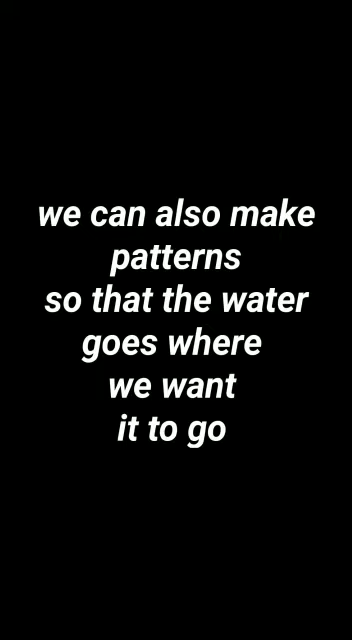 we can also make
patterns
so that the water
goes where
we want
it to go